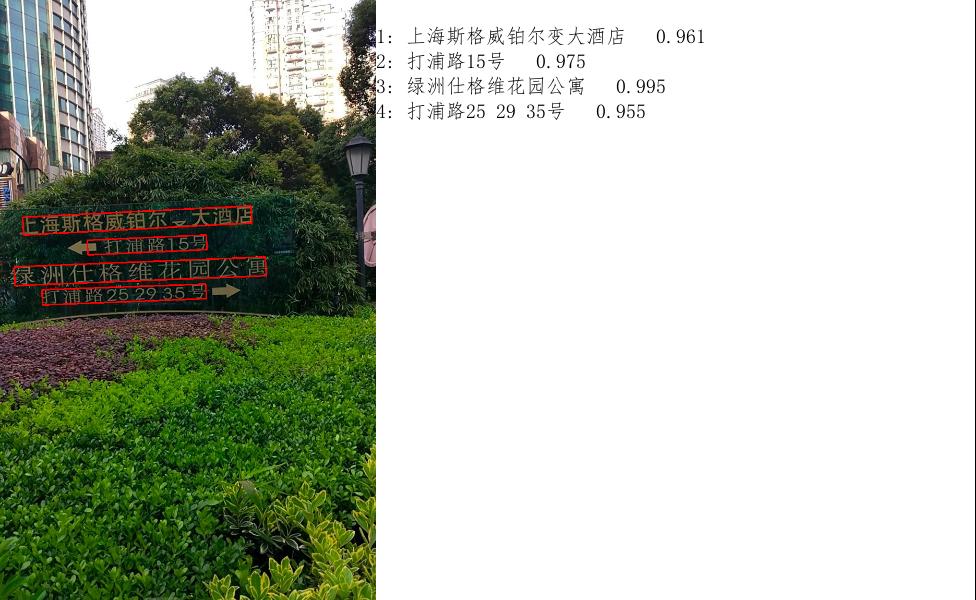 上海斯格威铂尔变大酒店
打浦路15号
绿洲仕格维花园公寓
打浦路25 29 35号
1: 上海斯格威铂尔变大酒店 0.961
2: 打浦路15号 0.975
3: 绿洲仕格维花园公寓 0.995
4: 打浦路25 29 35号 0.955